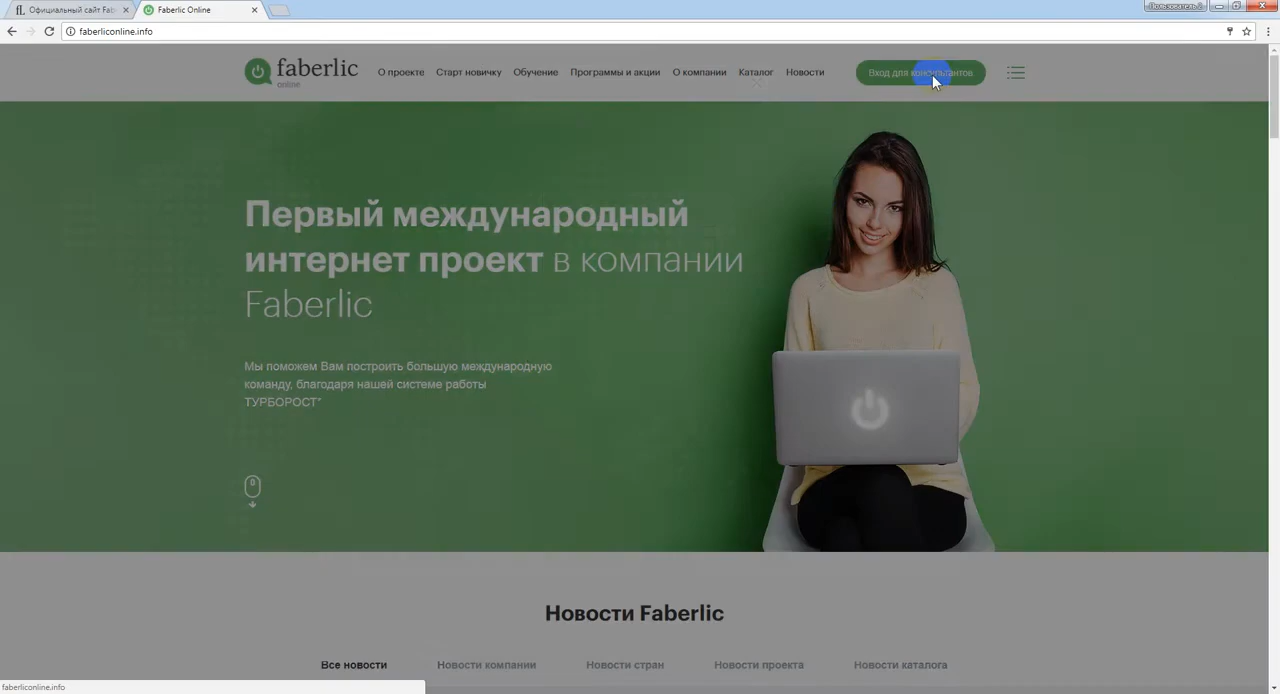 Официальный сайт Fab
Faberlic Online
Пользователь 2
faberliconline.info
faberlic
online
О проекте Старт новичку Обучение Программы и акции О компании Каталог Новости
Вход для консультантов
Первый международный
интернет проект в компании
Faberlic
Мы поможем Вам построить большую международную
команду, благодаря нашей системе работы
ТУРБОРОСТ*
Новости Faberlic
Все новости Новости компании Новости стран Новости проекта Новости каталога
faberliconline.info